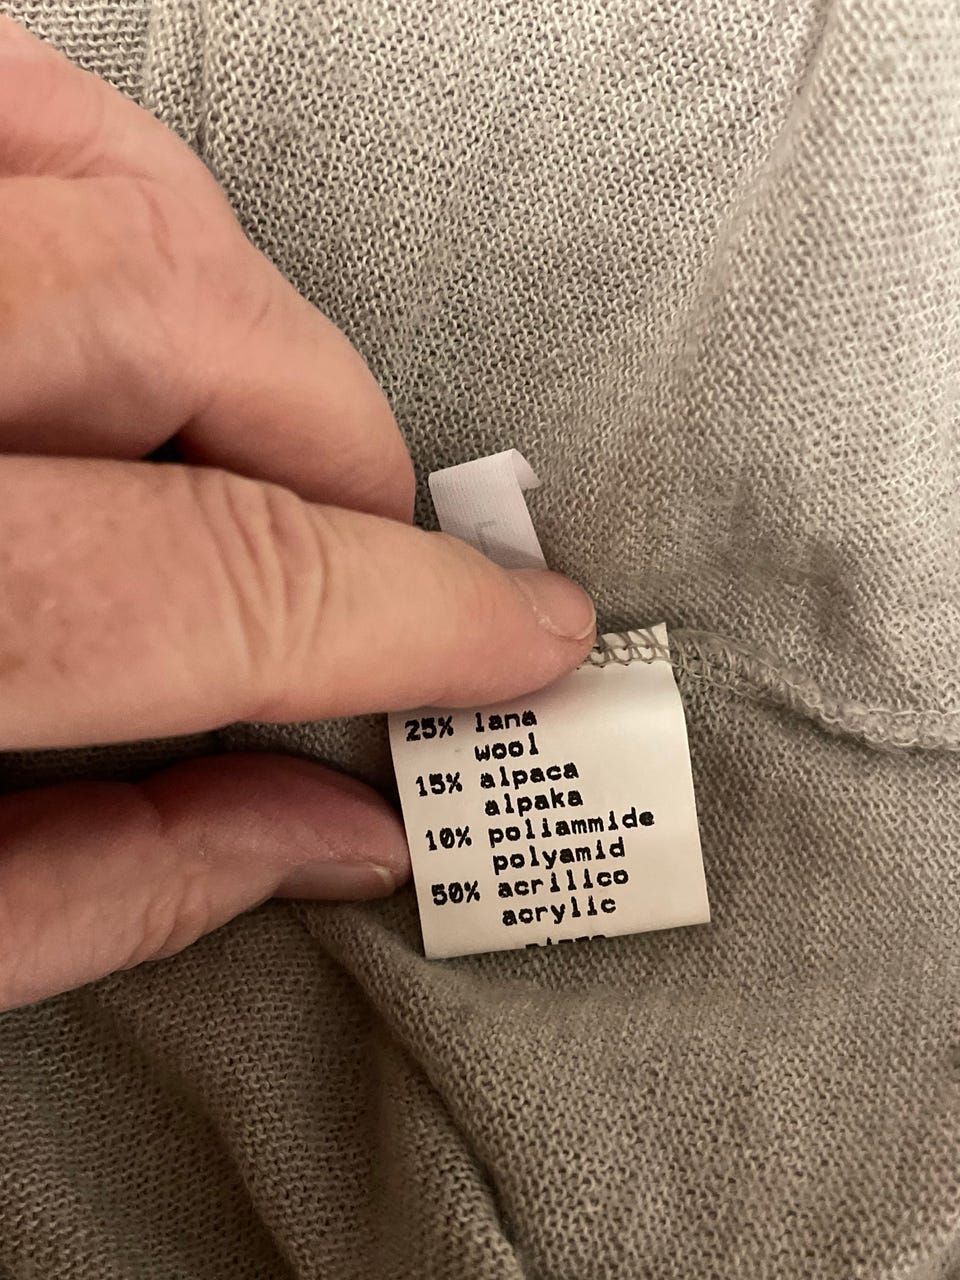 L
25% lana
wool
15% alpaca
alpaka
10% poliammide
polyamid
50% acrilico
acrylic